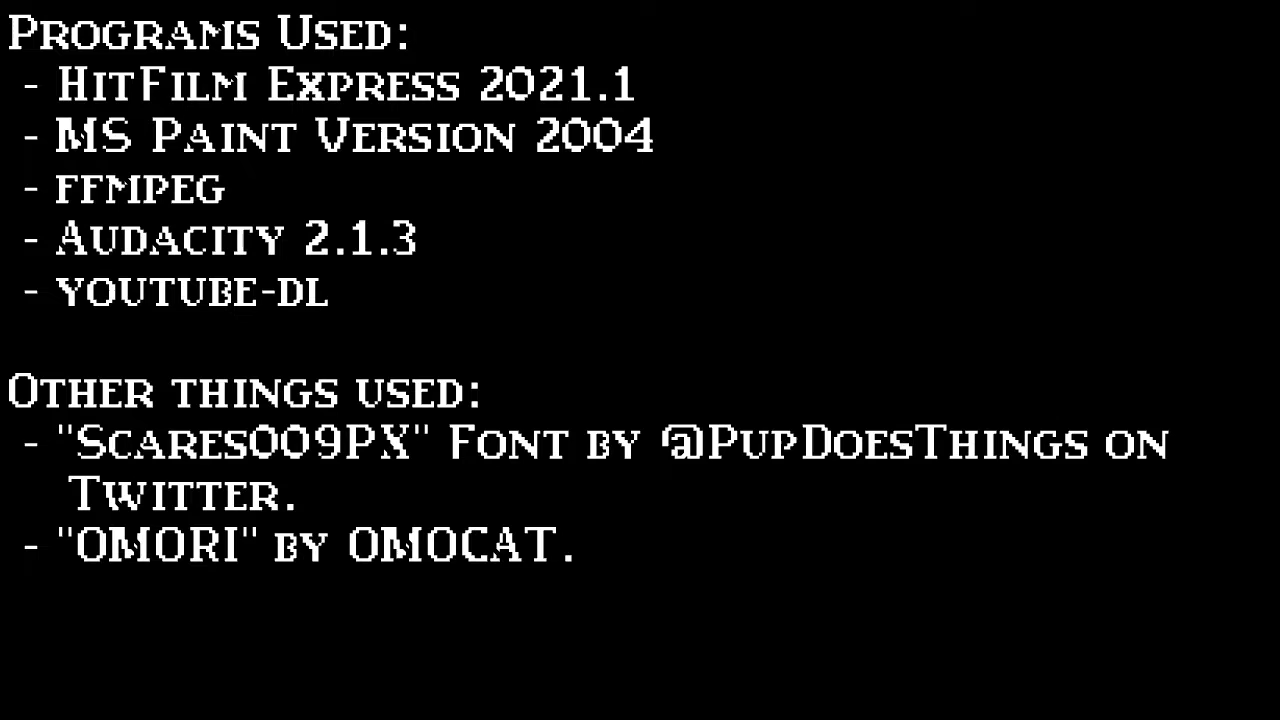 Programs Used:
- HitFilm Express 2021.1
- MS Paint Version 2004
- ffmpeg
- Audacity 2.1.3
- youtube-dl
Other things used:
- "Scares009PX" Font by @PupDoesThings on
Twitter.
- "OMORI" by OMOCAT.